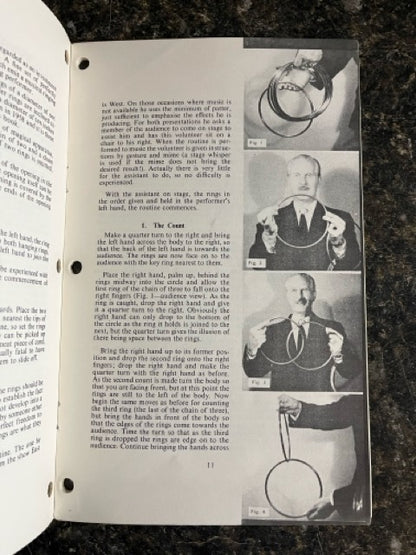 is West. On those occasions where music is
not available he uses the minimum of patter,
just sufficient to emphasise the effects he is
producing. For both presentations he asks a
member of the audience to come on stage to
assist him and has this volunteer sit on a
chair to his right. When the routine is per-
formed to music the volunteer is given instruc-
tions by gesture and mime (a stage whisper
is used if the mime does not bring the
desired result). Actually there is very little
for the assistant to do, so no difficulty is
experienced.
With the assistant on stage, the rings in
the order given and held in the performer's
left hand, the routine commences.
1. The Count
Make a quarter turn to the right and bring
the left hand across the body to the right, so
that the back of the left hand is towards the
audience. The rings are now face on to the
audience with the key ring nearest to them.
Place the right hand, palm up, behind the
rings midway into the circle and allow the
first ring of the chain of three to fall onto the
right fingers (Fig. 1—audience view). As the
ring is caught, drop the right hand and give
it a quarter turn to the right. Obviously the
right hand can only drop to the bottom of
the circle as the ring it holds is joined to the
next, but the quarter turn gives the illusion of
there being space between the rings.
Bring the right hand up to its former po-
sition and drop the second ring onto the right
fingers; drop the right hand and make the
quarter turn with the right hand as before.
As the second count is made turn the body so
that you are facing front, but at this point the
rings are still to the left of the body. Now
begin the same moves as before for counting
the third ring (the last of the chain of three),
but bring the hands in front of the body so
that the edges of the rings come towards the
audience. Time the turn so that as the third
ring is dropped the rings are edge on to the
audience. Continue bringing the hands across
11
Fig. 1
Fig. 2
Fig. 3
Fig. 4